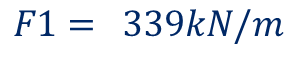 F1 = 339kN/m